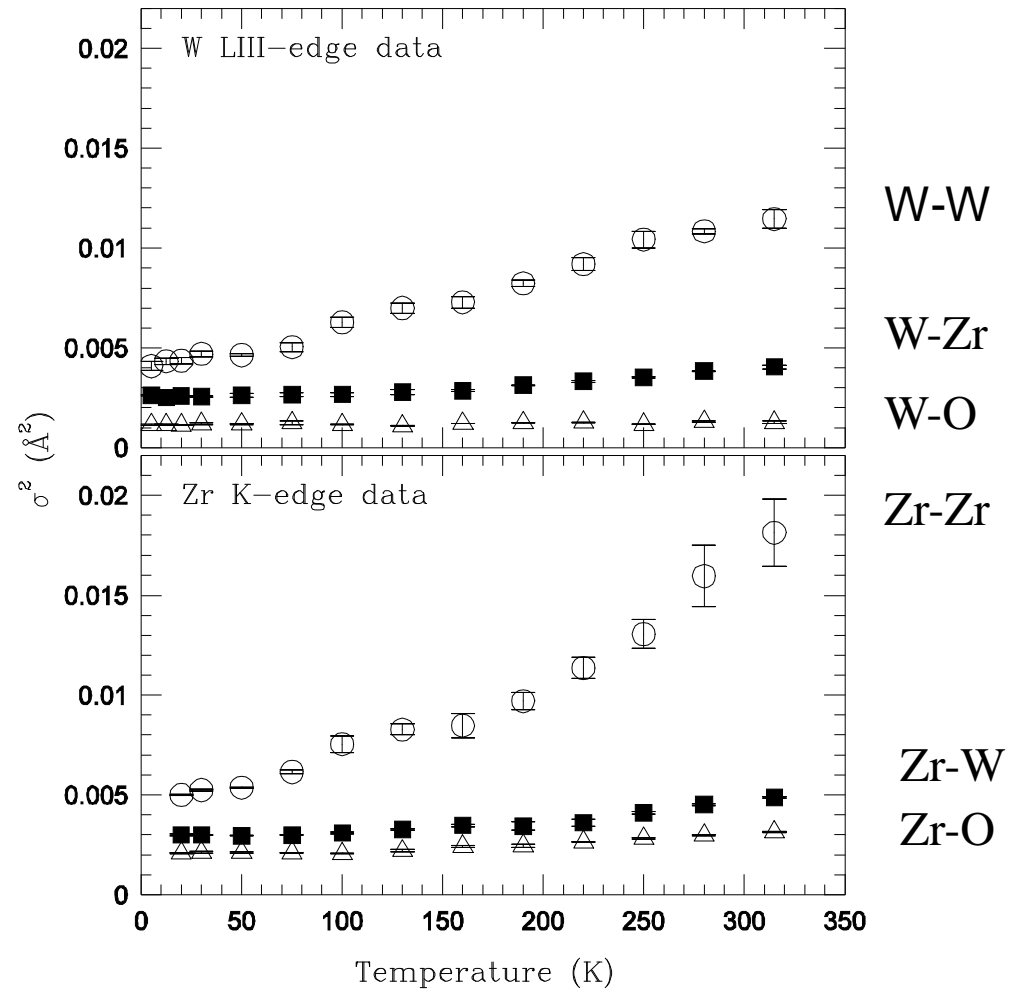 0.02
W LIII-edge data
0.015
W-W
0.01
W-Zr
0.005
W-O
0
σ² (Å²)
0.02
Zr K-edge data
Zr-Zr
0.015
0.01
Zr-W
0.005
Zr-O
0
0 50 100 150 200 250 300 350
Temperature (K)